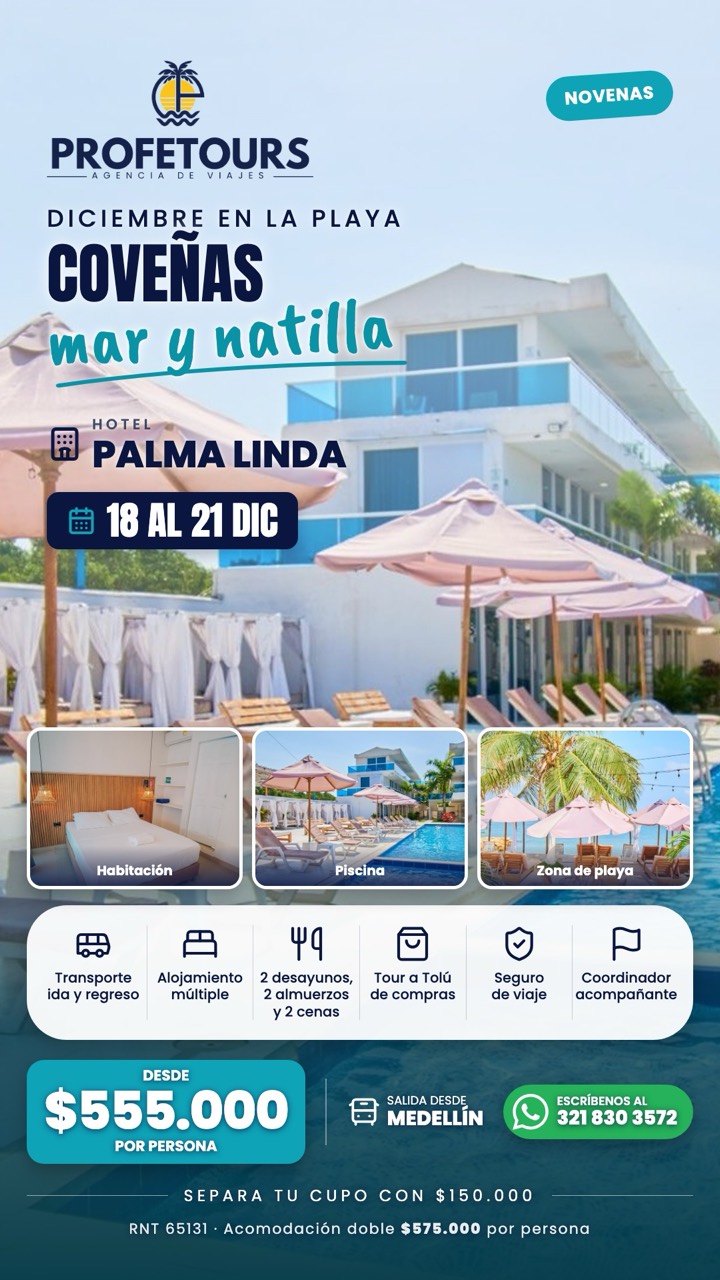 NOVENAS
PROFETOURS
AGENCIA DE VIAJES
DICIEMBRE EN LA PLAYA
COVEÑAS
mar y natilla
HOTEL
PALMA LINDA
18 AL 21 DIC
Habitación
Piscina
Zona de playa
Transporte
ida y regreso
Alojamiento
múltiple
2 desayunos,
2 almuerzos
y 2 cenas
Tour a Tolú
de compras
Seguro
de viaje
Coordinador
acompañante
DESDE
$555.000
POR PERSONA
SALIDA DESDE
MEDELLÍN
ESCRÍBENOS AL
321 830 3572
SEPARA TU CUPO CON $150.000
RNT 65131 · Acomodación doble $575.000 por persona